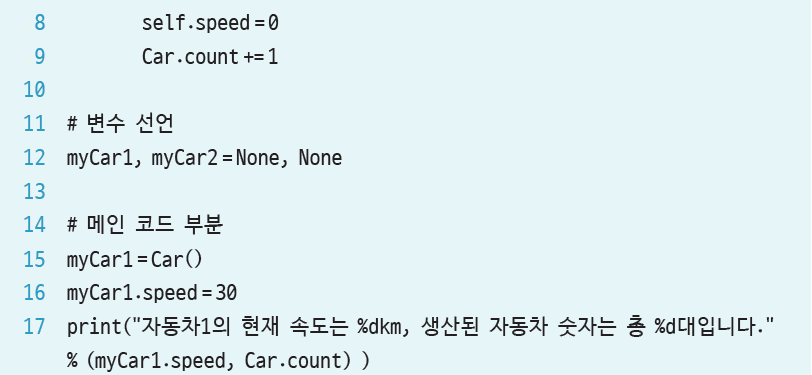 8 self.speed = 0
9 Car.count += 1
10
11 # 변수 선언
12 myCar1, myCar2 = None, None
13
14 # 메인 코드 부분
15 myCar1 = Car()
16 myCar1.speed = 30
17 print("자동차1의 현재 속도는 %dkm, 생산된 자동차 숫자는 총 %d대입니다."
% (myCar1.speed, Car.count) )